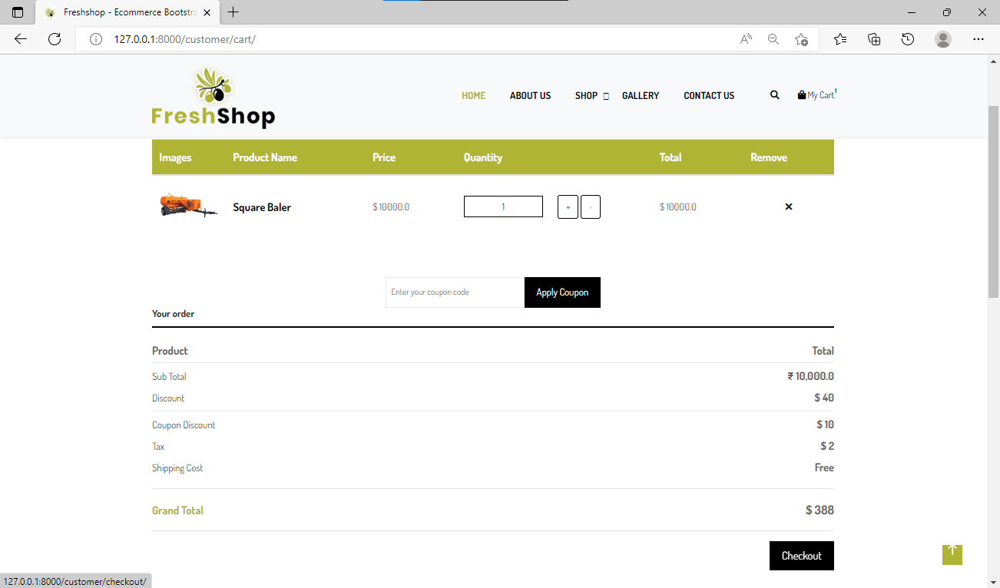 Freshshop - Ecommerce Bootstra
127.0.0.1:8000/customer/cart/
FreshShop
HOME ABOUT US SHOP GALLERY CONTACT US My Cart 1
Images Product Name Price Quantity Total Remove
Square Baler $ 10000.0 1 + - $ 10000.0
Enter your coupon code Apply Coupon
Your order
Product Total
Sub Total ₹ 10,000.0
Discount $ 40
Coupon Discount $ 10
Tax $ 2
Shipping Cost Free
Grand Total $ 388
Checkout
127.0.0.1:8000/customer/checkout/